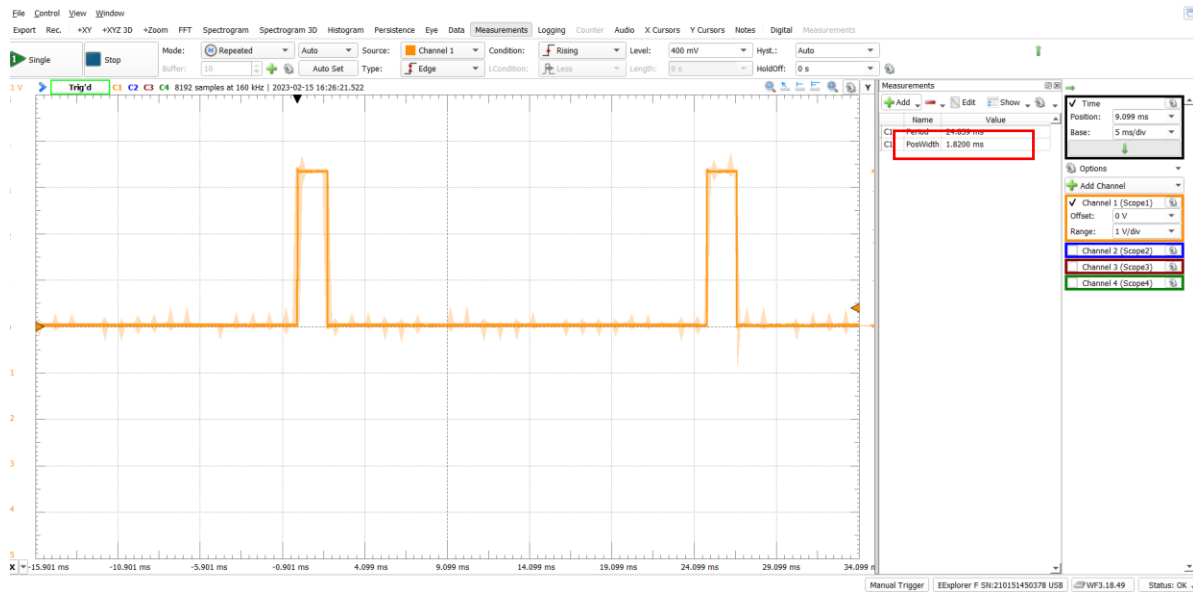 File Control View Window
Export Rec. +XY +XYZ 3D +Zoom FFT Spectrogram Spectrogram 3D Histogram Persistence Eye Data Measurements Logging Counter Audio X Cursors Y Cursors Notes Digital Measurements
Single Stop Mode: Repeated Auto Source: Channel 1 Condition: Rising Level: 400 mV Hyst.: Auto
Buffer: 10 Auto Set Type: Edge LCondition: Less Length: 0 s HoldOff: 0 s
1 V Trig'd C1 C2 C3 C4 8192 samples at 160 kHz | 2023-02-15 16:26:21.522 Y
Measurements
Add Edit Show
Name Value
C1 Period 24.859 ms
C1 PosWidth 1.8200 ms
Time
Position: 9.099 ms
Base: 5 ms/div
Options
Add Channel
Channel 1 (Scope1)
Offset: 0 V
Range: 1 V/div
Channel 2 (Scope2)
Channel 3 (Scope3)
Channel 4 (Scope4)
1
2
3
4
5
X -15.901 ms -10.901 ms -5.901 ms -0.901 ms 4.099 ms 9.099 ms 14.099 ms 19.099 ms 24.099 ms 29.099 ms 34.099 m
Manual Trigger EExplorer F SN:210151450378 USB WF3.18.49 Status: OK